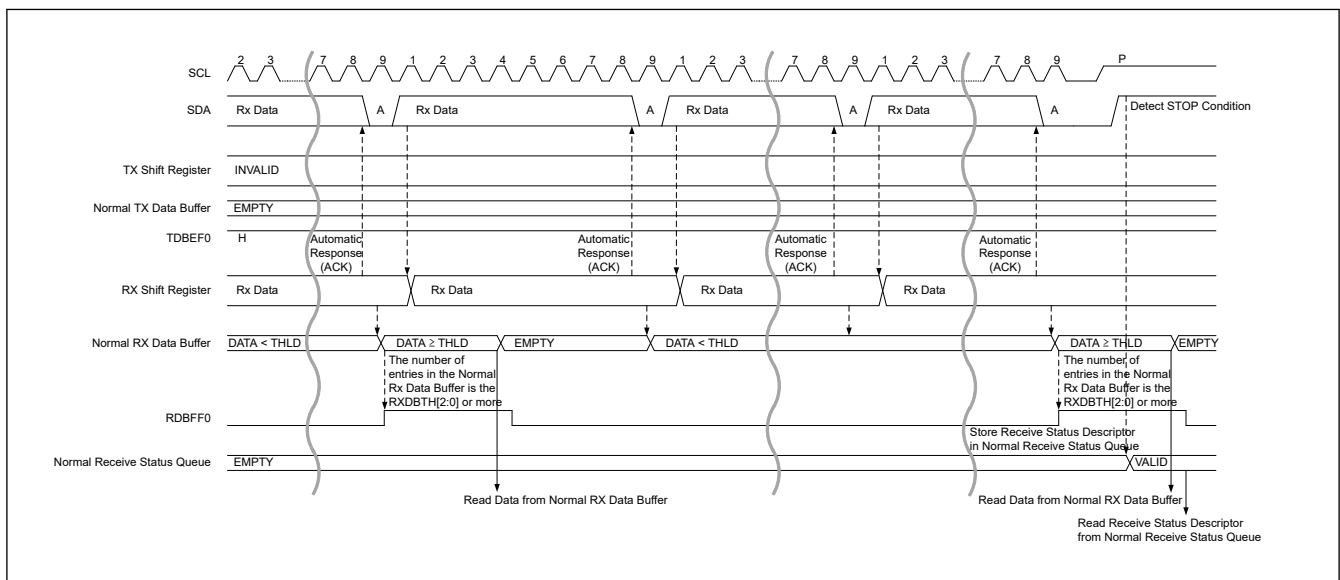 2 3 7 8 9 1 2 3 4 5 6 7 8 9 1 2 3 7 8 9 1 2 3 7 8 9 P
SCL
SDA Rx Data A Rx Data A Rx Data A Rx Data A Detect STOP Condition
TX Shift Register INVALID
Normal TX Data Buffer EMPTY
TDBEF0 H
Automatic Automatic Automatic Automatic
Response Response Response Response
(ACK) (ACK) (ACK) (ACK)
RX Shift Register Rx Data Rx Data Rx Data Rx Data
Normal RX Data Buffer DATA < THLD DATA ≥ THLD EMPTY DATA < THLD DATA ≥ THLD EMPTY
The number of The number of
entries in the Normal entries in the Normal
Rx Data Buffer is the Rx Data Buffer is the
RXDBTH[2:0] or more RXDBTH[2:0] or more
RDBFF0
Store Receive Status Descriptor
in Normal Receive Status Queue
Normal Receive Status Queue EMPTY VALID
Read Data from Normal RX Data Buffer Read Data from Normal RX Data Buffer
Read Receive Status Descriptor
from Normal Receive Status Queue